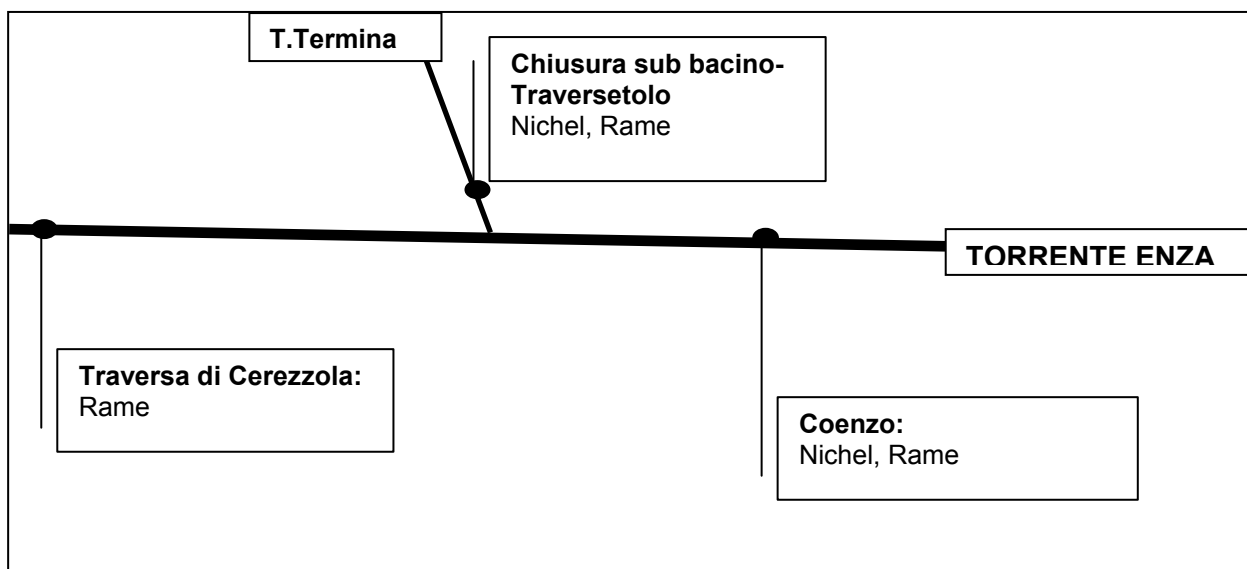 T.Termina
Chiusura sub bacino-
Traversetolo
Nichel, Rame
TORRENTE ENZA
Traversa di Cerezzola:
Rame
Coenzo:
Nichel, Rame